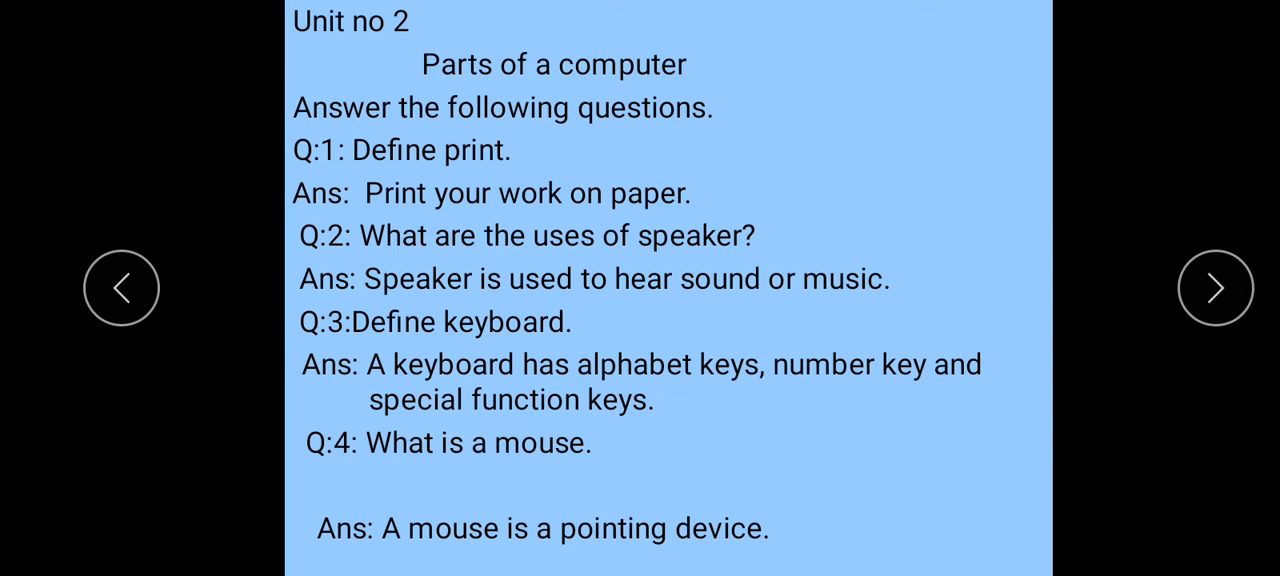 Unit no 2
Parts of a computer
Answer the following questions.
Q:1: Define print.
Ans: Print your work on paper.
Q:2: What are the uses of speaker?
Ans: Speaker is used to hear sound or music.
Q:3:Define keyboard.
Ans: A keyboard has alphabet keys, number key and
special function keys.
Q:4: What is a mouse.
Ans: A mouse is a pointing device.